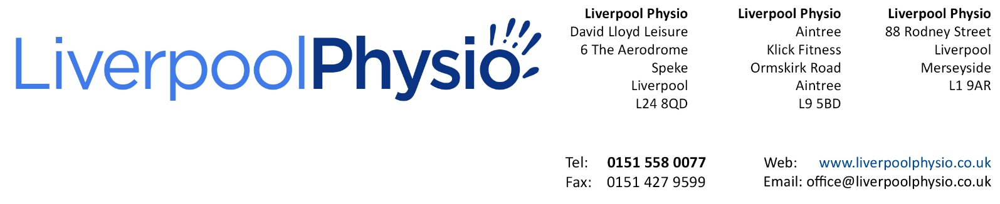 LiverpoolPhysio
Liverpool Physio
David Lloyd Leisure
6 The Aerodrome
Speke
Liverpool
L24 8QD
Liverpool Physio
Aintree
Klick Fitness
Ormskirk Road
Aintree
L9 5BD
Liverpool Physio
88 Rodney Street
Liverpool
Merseyside
L1 9AR
Tel: 0151 558 0077
Fax: 0151 427 9599
Web: www.liverpoolphysio.co.uk
Email: office@liverpoolphysio.co.uk